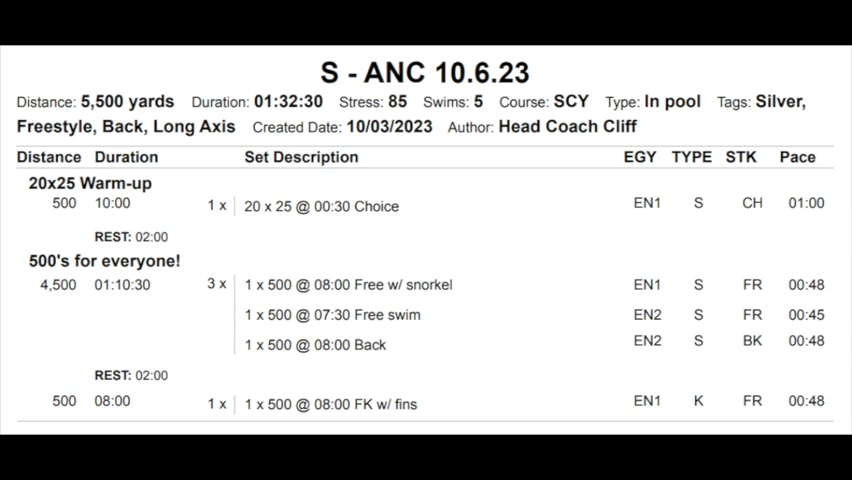 S - ANC 10.6.23
Distance: 5,500 yards Duration: 01:32:30 Stress: 85 Swims: 5 Course: SCY Type: In pool Tags: Silver,
Freestyle, Back, Long Axis Created Date: 10/03/2023 Author: Head Coach Cliff
Distance Duration Set Description EGY TYPE STK Pace
20x25 Warm-up
500 10:00 1 x 20 x 25 @ 00:30 Choice EN1 S CH 01:00
REST: 02:00
500's for everyone!
4,500 01:10:30 3 x 1 x 500 @ 08:00 Free w/ snorkel EN1 S FR 00:48
1 x 500 @ 07:30 Free swim EN2 S FR 00:45
1 x 500 @ 08:00 Back EN2 S BK 00:48
REST: 02:00
500 08:00 1 x 1 x 500 @ 08:00 FK w/ fins EN1 K FR 00:48